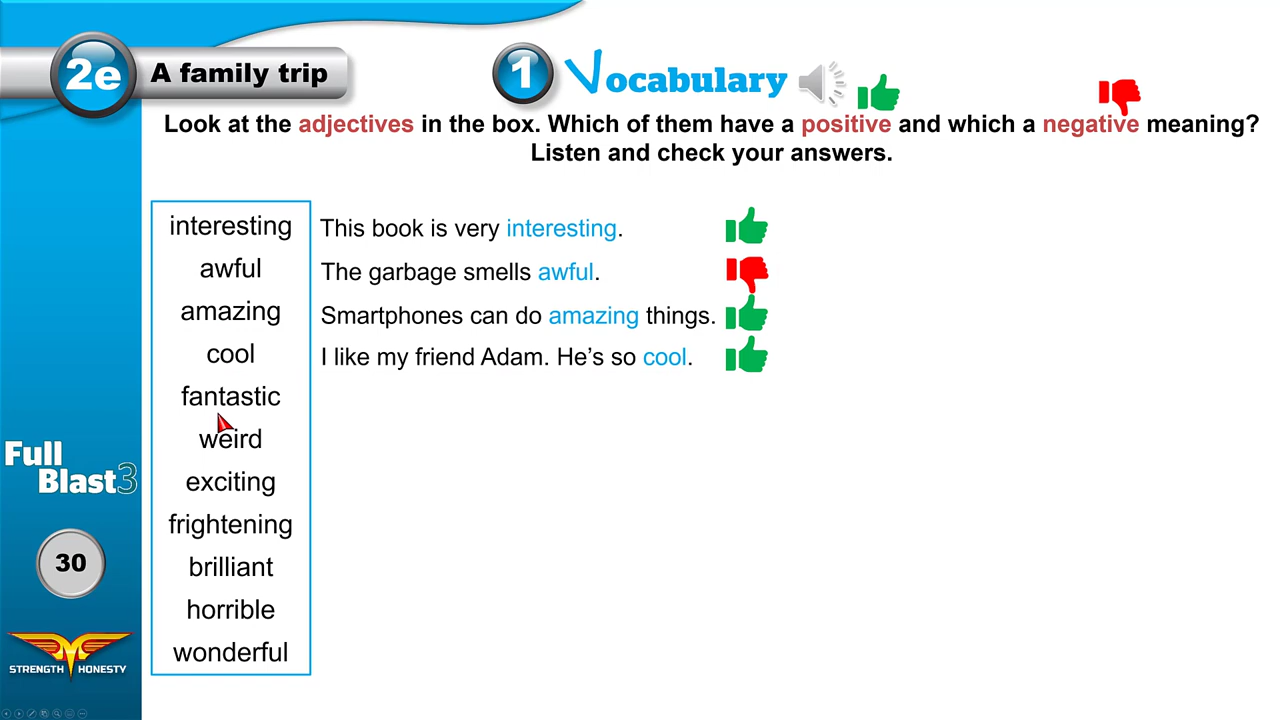 2e A family trip
1 Vocabulary
Look at the adjectives in the box. Which of them have a positive and which a negative meaning?
Listen and check your answers.
interesting
This book is very interesting.
awful
The garbage smells awful.
amazing
Smartphones can do amazing things.
cool
I like my friend Adam. He's so cool.
fantastic
weird
exciting
frightening
brilliant
horrible
wonderful
Full
Blast 3
30
STRENGTH HONESTY